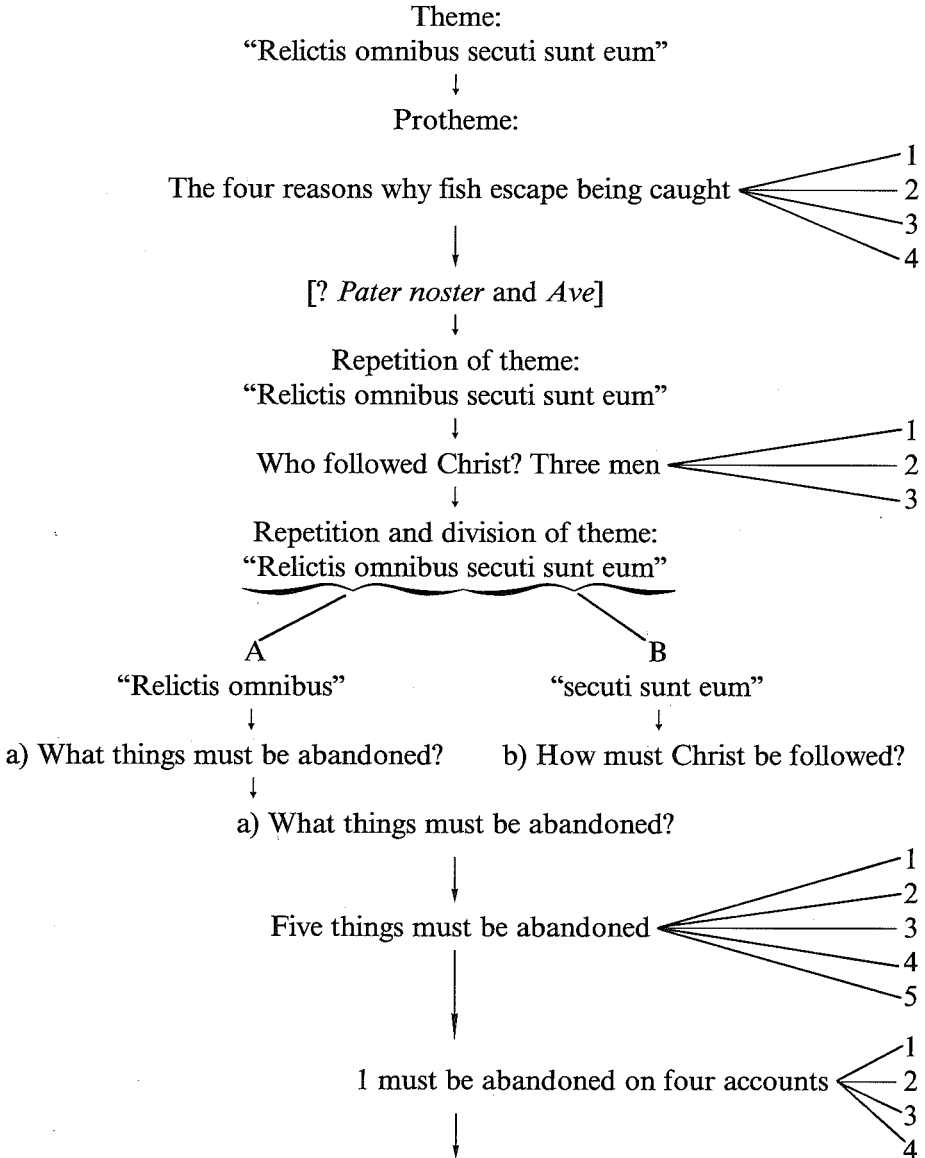 Theme:
“Relictis omnibus secuti sunt eum”
Protheme:
The four reasons why fish escape being caught
1
2
3
4
[? Pater noster and Ave]
Repetition of theme:
“Relictis omnibus secuti sunt eum”
Who followed Christ? Three men
1
2
3
Repetition and division of theme:
“Relictis omnibus secuti sunt eum”
A
“Relictis omnibus”
a) What things must be abandoned?
B
“secuti sunt eum”
b) How must Christ be followed?
a) What things must be abandoned?
Five things must be abandoned
1
2
3
4
5
1 must be abandoned on four accounts
1
2
3
4